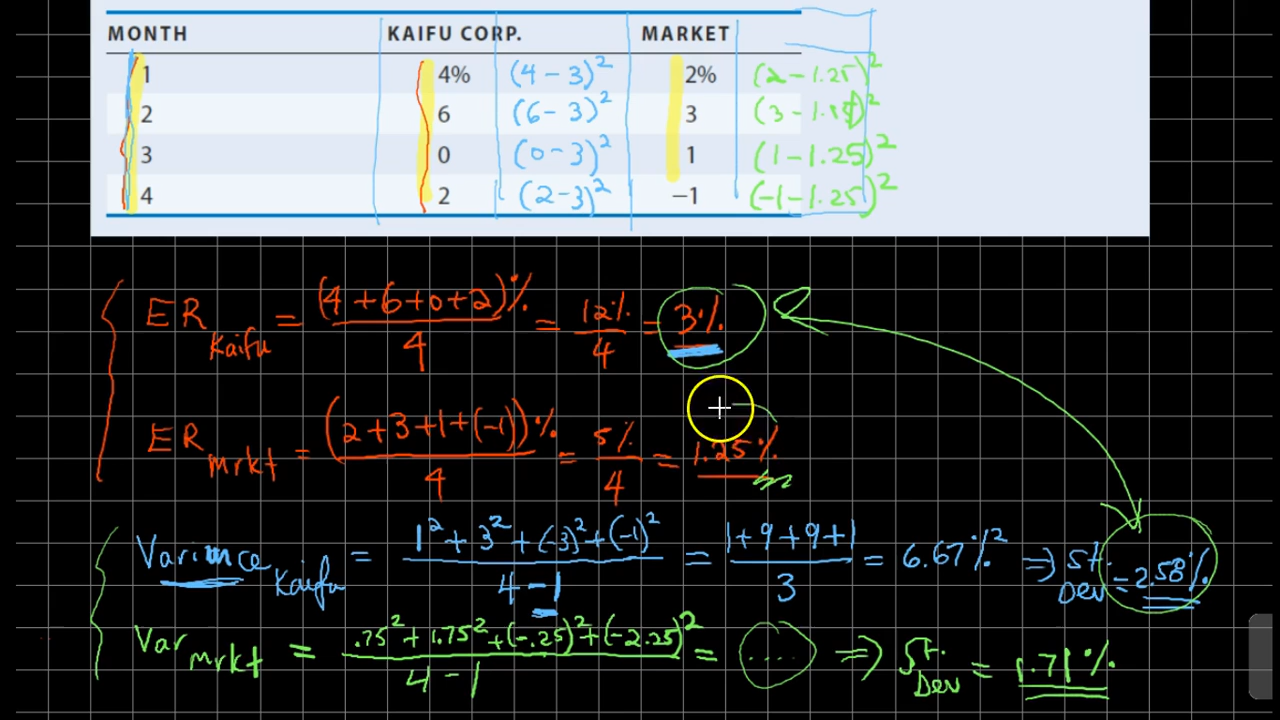 MONTH KAIFU CORP. MARKET
1 4% (4 - 3)² 2% (2 - 1.25)²
2 6 (6 - 3)² 3 (3 - 1.25)²
3 0 (0 - 3)² 1 (1 - 1.25)²
4 2 (2 - 3)² −1 (-1 - 1.25)²
ER Kaifu = (4 + 6 + 0 + 2)% / 4 = 12% / 4 = 3%
ER mrkt = (2 + 3 + 1 + (-1))% / 4 = 5% / 4 = 1.25%
Variance Kaifu = 1² + 3² + (-3)² + (-1)² / 4 - 1 = 1 + 9 + 9 + 1 / 3 = 6.67%² ⇒ St. Dev = 2.58%
Var mrkt = .75² + 1.75² + (-.25)² + (-2.25)² / 4 - 1 = .... ⇒ St. Dev = 1.71%